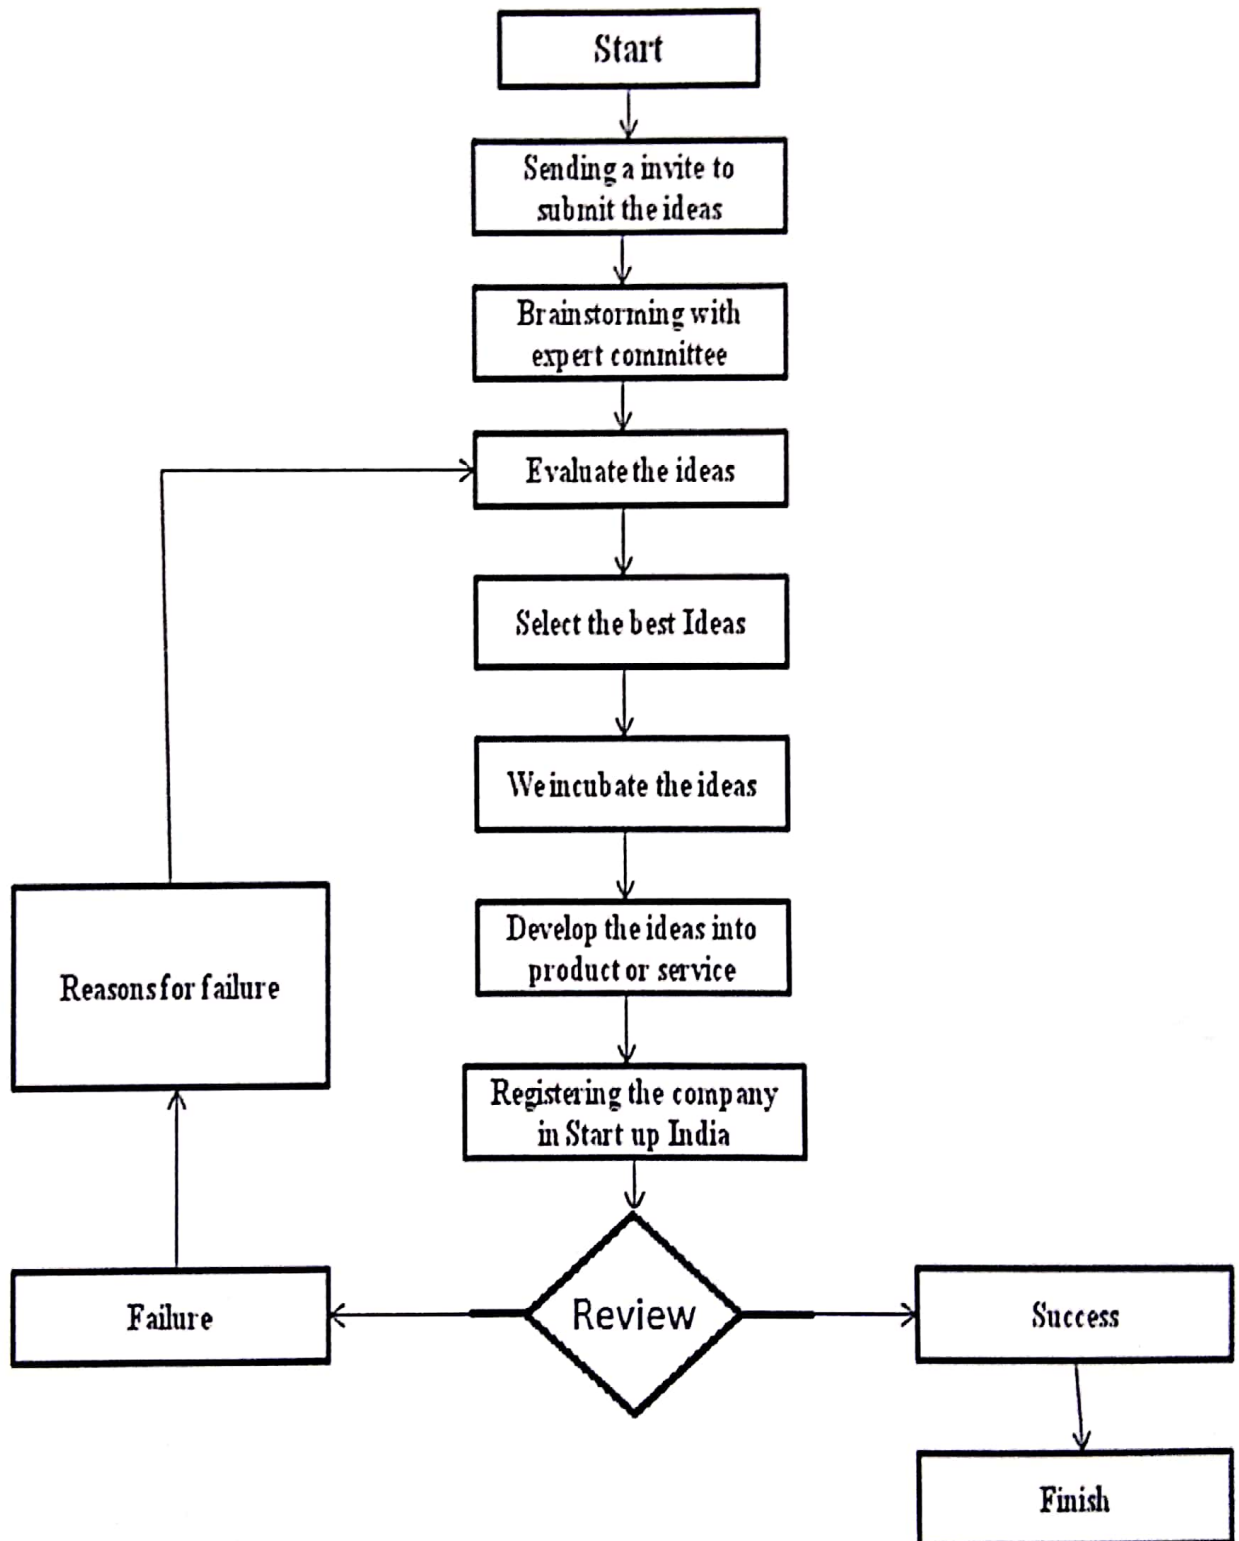 Start
Sending a invite to
submit the ideas
Brainstorming with
expert committee
Evaluate the ideas
Select the best Ideas
We incubate the ideas
Develop the ideas into
product or service
Reasons for failure
Registering the company
in Start up India
Failure
Review
Success
Finish